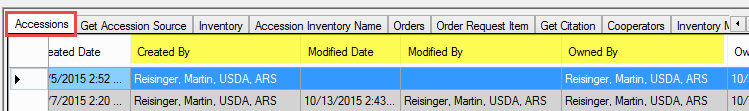 Accessions Get Accession Source Inventory Accession Inventory Name Orders Order Request Item Get Citation Cooperators Inventory M
eated Date Created By Modified Date Modified By Owned By Ow
/5/2015 2:52 ... Reisinger, Martin, USDA, ARS Reisinger, Martin, USDA, ARS 10/
/7/2015 2:20 ... Reisinger, Martin, USDA, ARS 10/13/2015 2:43... Reisinger, Martin, USDA, ARS Reisinger, Martin, USDA, ARS 10/